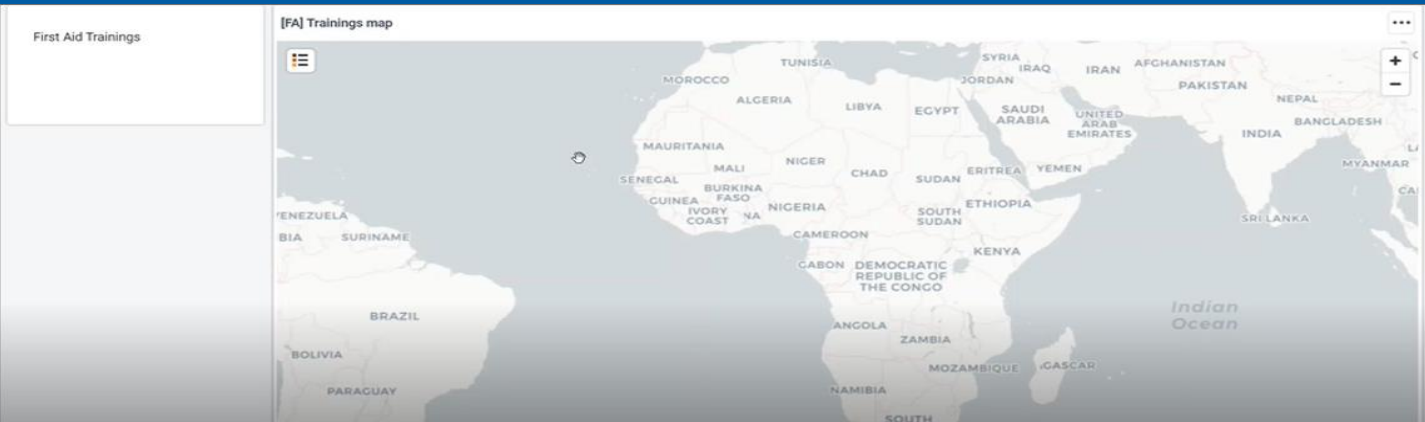 First Aid Trainings
[FA] Trainings map
TUNISIA
SYRIA
IRAQ
IRAN
AFGHANISTAN
MOROCCO
JORDAN
PAKISTAN
ALGERIA
LIBYA
EGYPT
SAUDI
ARABIA
UNITED
ARAB
EMIRATES
NEPAL
BANGLADESH
INDIA
MAURITANIA
MALI
NIGER
CHAD
SUDAN
ERITREA
YEMEN
MYANMAR
SENEGAL
BURKINA
FASO
GUINEA
IVORY
COAST
NA
NIGERIA
SOUTH
SUDAN
ETHIOPIA
SRI LANKA
CA
LA
VENEZUELA
BIA
SURINAME
CAMEROON
KENYA
GABON
DEMOCRATIC
REPUBLIC OF
THE CONGO
Indian
Ocean
BRAZIL
ANGOLA
ZAMBIA
BOLIVIA
MOZAMBIQUE
GASCAR
PARAGUAY
NAMIBIA
SOUTH